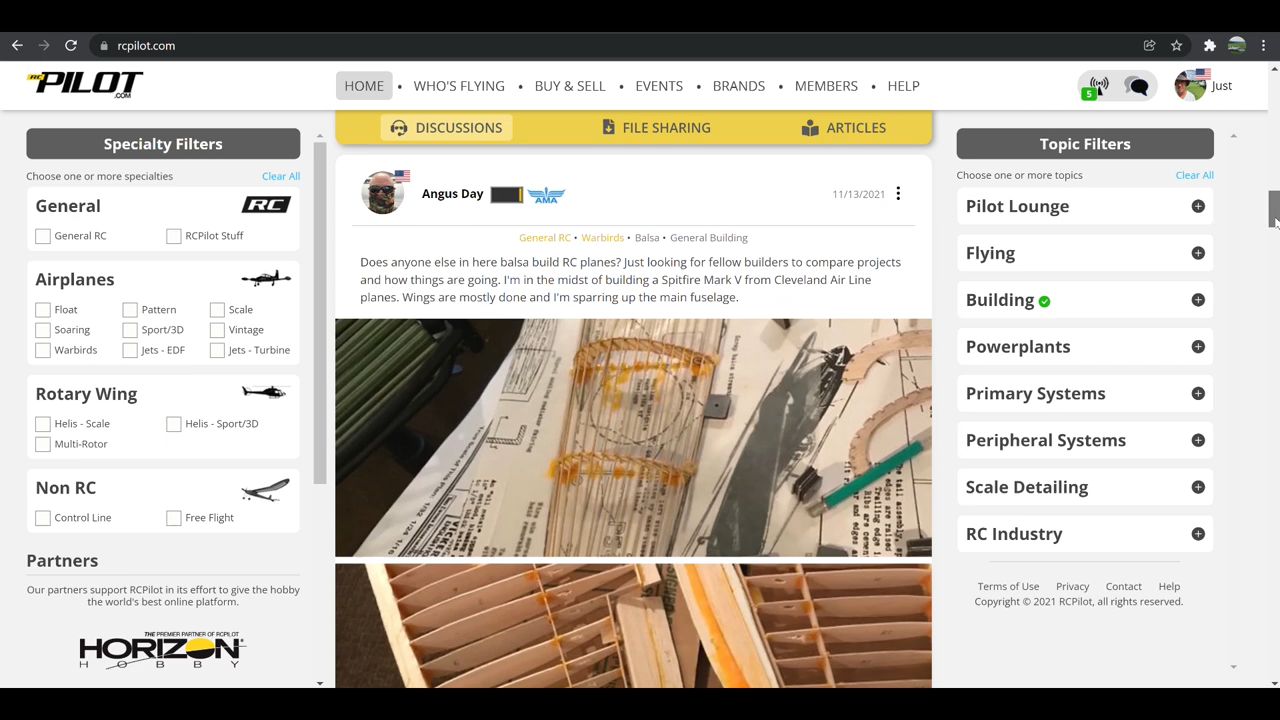 rcpilot.com
RC
PILOT
.COM
HOME • WHO'S FLYING • BUY & SELL • EVENTS • BRANDS • MEMBERS • HELP
5
Just
Specialty Filters
Choose one or more specialties Clear All
General RC
General RC RCPilot Stuff
Airplanes
Float Pattern Scale
Soaring Sport/3D Vintage
Warbirds Jets - EDF Jets - Turbine
Rotary Wing
Helis - Scale Helis - Sport/3D
Multi-Rotor
Non RC
Control Line Free Flight
Partners
Our partners support RCPilot in its effort to give the hobby
the world's best online platform.
THE PREMIER PARTNER OF RCPILOT
HORIZON
HOBBY
DISCUSSIONS FILE SHARING ARTICLES
Angus Day AMA 11/13/2021
General RC • Warbirds • Balsa • General Building
Does anyone else in here balsa build RC planes? Just looking for fellow builders to compare projects
and how things are going. I'm in the midst of building a Spitfire Mark V from Cleveland Air Line
planes. Wings are mostly done and I'm sparring up the main fuselage.
Topic Filters
Choose one or more topics Clear All
Pilot Lounge
Flying
Building
Powerplants
Primary Systems
Peripheral Systems
Scale Detailing
RC Industry
Terms of Use Privacy Contact Help
Copyright © 2021 RCPilot, all rights reserved.